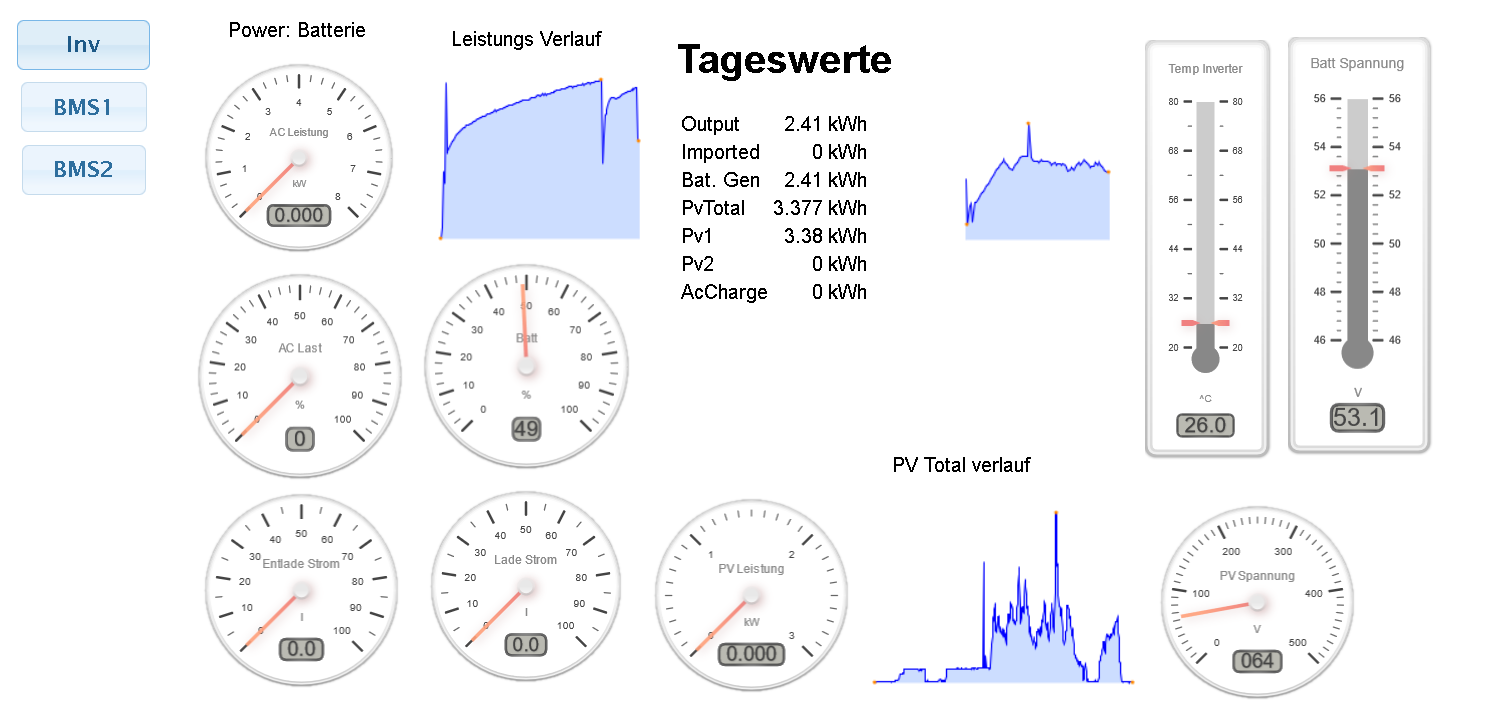 Inv
BMS1
BMS2
Power: Batterie
Leistungs Verlauf
Tageswerte
Output 2.41 kWh
Imported 0 kWh
Bat. Gen 2.41 kWh
PvTotal 3.377 kWh
Pv1 3.38 kWh
Pv2 0 kWh
AcCharge 0 kWh
0 1 2 3 4 5 6 7 8
AC Leistung
kW
0.000
0 10 20 30 40 50 60 70 80 90 100
AC Last
%
0
0 10 20 30 40 50 60 70 80 90 100
Batt
%
49
Temp Inverter
80 80
68 68
56 56
44 44
32 32
20 20
^C
26.0
Batt Spannung
56 56
54 54
52 52
50 50
48 48
46 46
V
53.1
0 10 20 30 40 50 60 70 80 90 100
Entlade Strom
I
0.0
0 10 20 30 40 50 60 70 80 90 100
Lade Strom
I
0.0
0 1 2 3
PV Leistung
kW
0.000
PV Total verlauf
0 100 200 300 400 500
PV Spannung
V
064